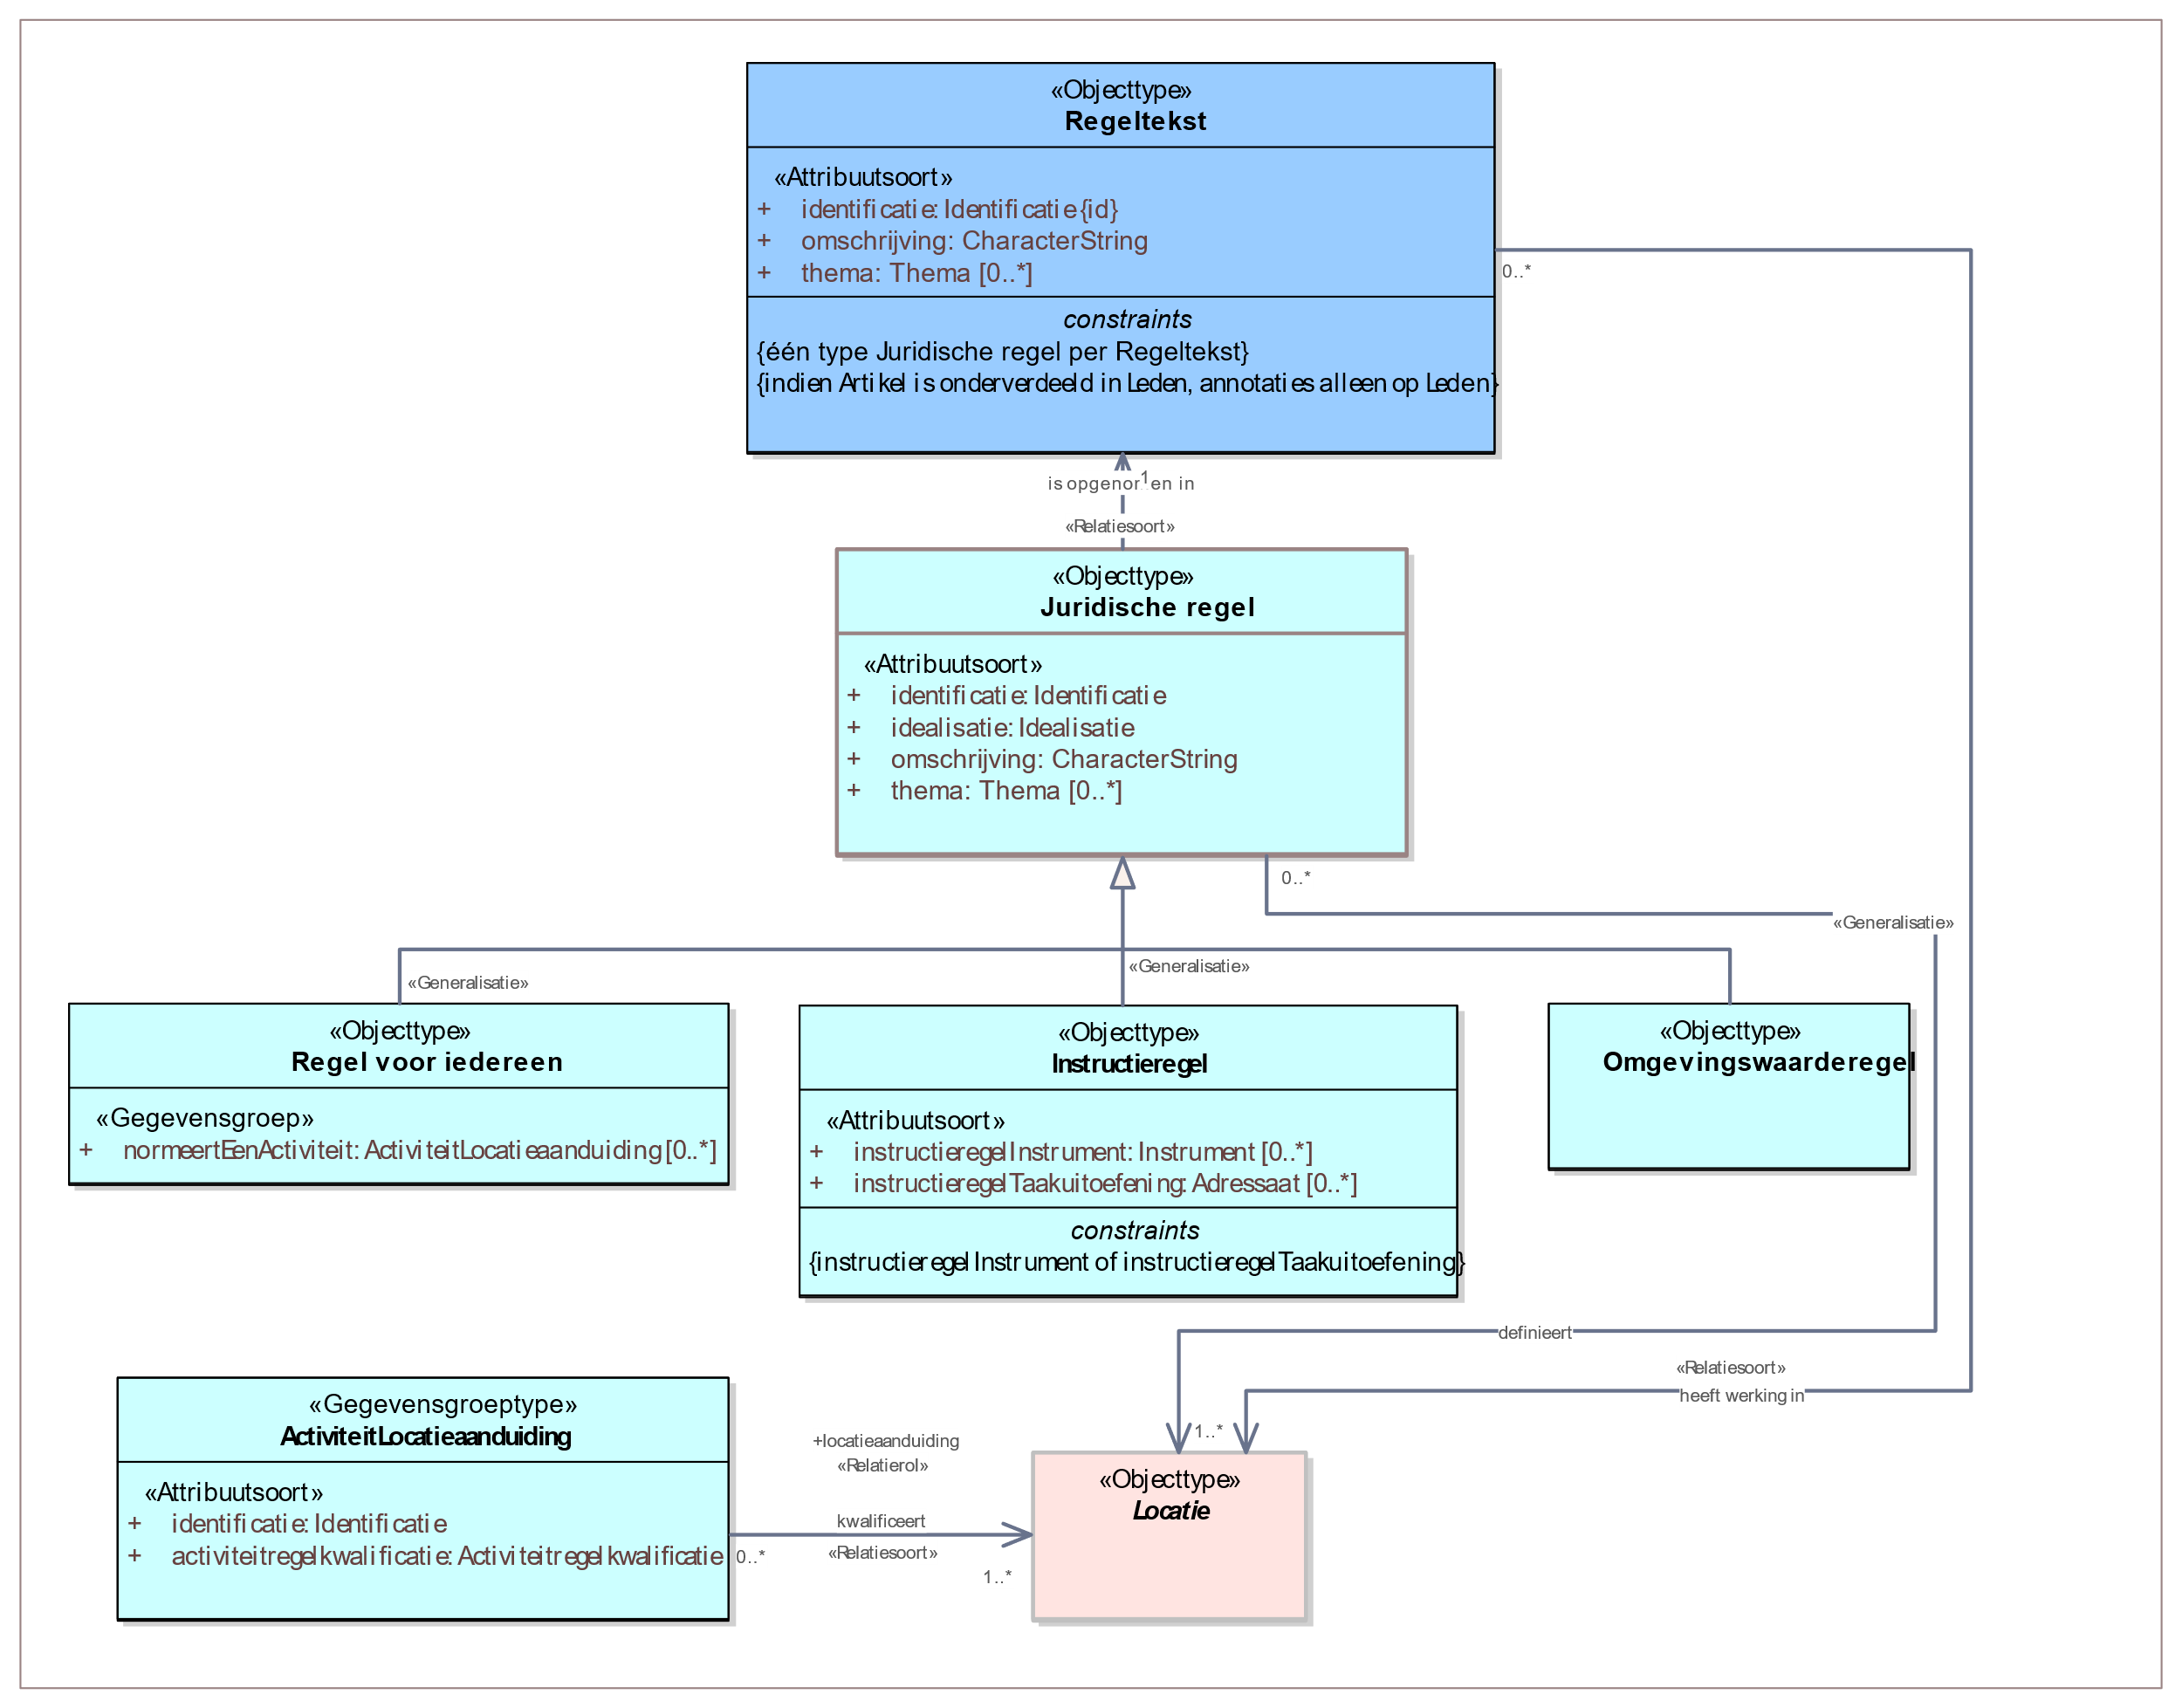 «Objecttype»
Regeltekst
«Attribuutsoort»
+ identificatie: Identificatie {id}
+ omschrijving: CharacterString
+ thema: Thema [0..*]
constraints
{één type Juridische regel per Regeltekst}
{indien Artikel is onderverdeeld in Leden, annotaties alleen op Leden}
0..*
1
«Relatiesoort»
«Objecttype»
Juridische regel
«Attribuutsoort»
+ identificatie: Identificatie
+ idealisatie: Idealisatie
+ omschrijving: CharacterString
+ thema: Thema [0..*]
0..*
«Generalisatie»
«Generalisatie»
«Generalisatie»
«Objecttype»
Regel voor iedereen
«Gegevensgroep»
+ normeertEenActiviteit: ActiviteitLocatieaanduiding [0..*]
«Objecttype»
Instructieregel
«Attribuutsoort»
+ instructieregelInstrument: Instrument [0..*]
+ instructieregelTaakuitoefening: Adressaat [0..*]
constraints
{instructieregelInstrument of instructieregelTaakuitoefening}
«Objecttype»
Omgevingswaarderegel
definieert
«Relatiesoort»
heeft werking in
1..*
«Gegevensgroeptype»
ActiviteitLocatieaanduiding
«Attribuutsoort»
+ identificatie: Identificatie
+ activiteitregelkwalificatie: Activiteitregelkwalificatie
+locatieaanduiding
«Relatierol»
kwalificeert
0..*
«Relatiesoort»
1..*
«Objecttype»
Locatie
is in